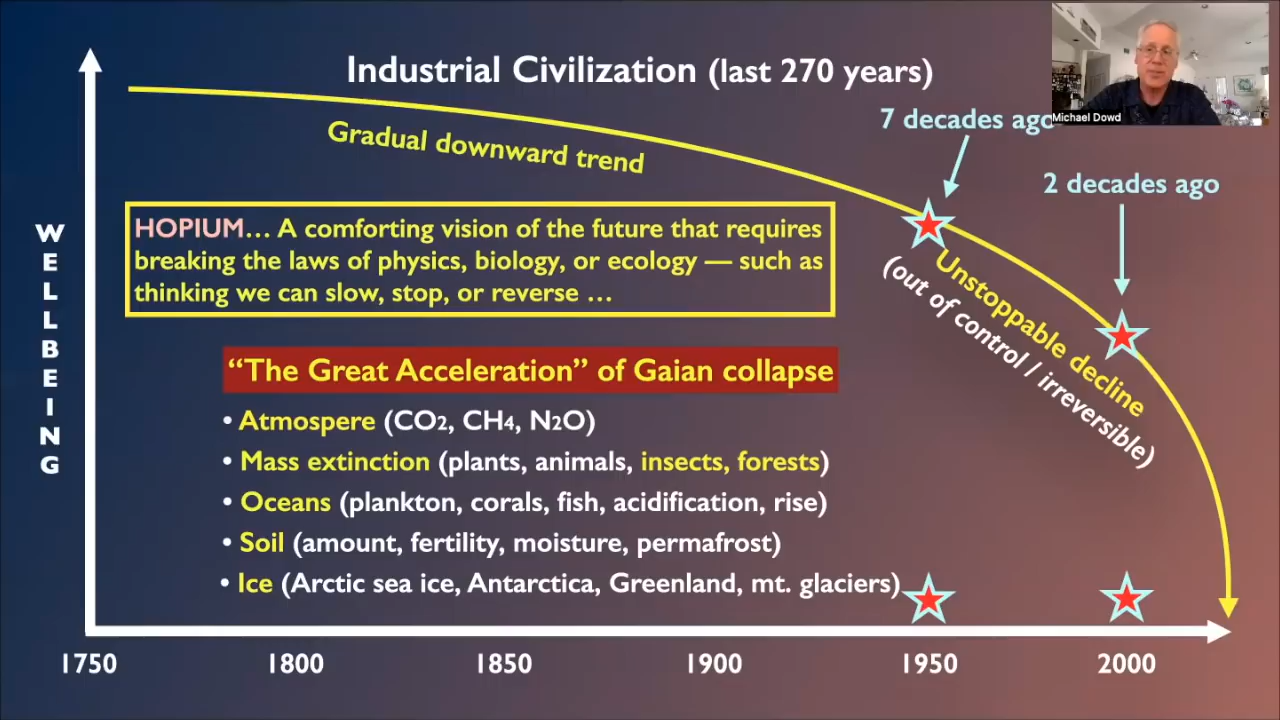 Industrial Civilization (last 270 years)
Michael Dowd
7 decades ago
Gradual downward trend
2 decades ago
WELLBEING
HOPIUM… A comforting vision of the future that requires
breaking the laws of physics, biology, or ecology — such as
thinking we can slow, stop, or reverse …
Unstoppable decline
(out of control / irreversible)
“The Great Acceleration” of Gaian collapse
• Atmospere (CO2, CH4, N2O)
• Mass extinction (plants, animals, insects, forests)
• Oceans (plankton, corals, fish, acidification, rise)
• Soil (amount, fertility, moisture, permafrost)
• Ice (Arctic sea ice, Antarctica, Greenland, mt. glaciers)
1750 1800 1850 1900 1950 2000